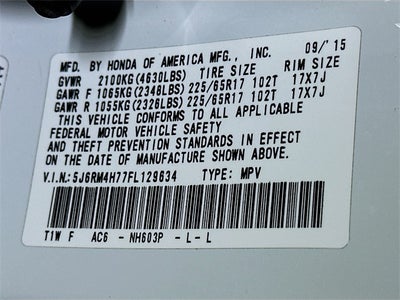 MFD. BY HONDA OF AMERICA MFG., INC. 09/'15
GVWR 2100KG(4630LBS) TIRE SIZE RIM SIZE
GAWR F 1065KG(2348LBS) 225/65R17 102T 17X7J
GAWR R 1055KG(2326LBS) 225/65R17 102T 17X7J
THIS VEHICLE CONFORMS TO ALL APPLICABLE
FEDERAL MOTOR VEHICLE SAFETY
AND THEFT PREVENTION STANDARDS IN EFFECT
ON THE DATE OF MANUFACTURE SHOWN ABOVE.
V.I.N.:5J6RM4H77FL129634 TYPE: MPV
T1W F AC6 - NH603P - L - L